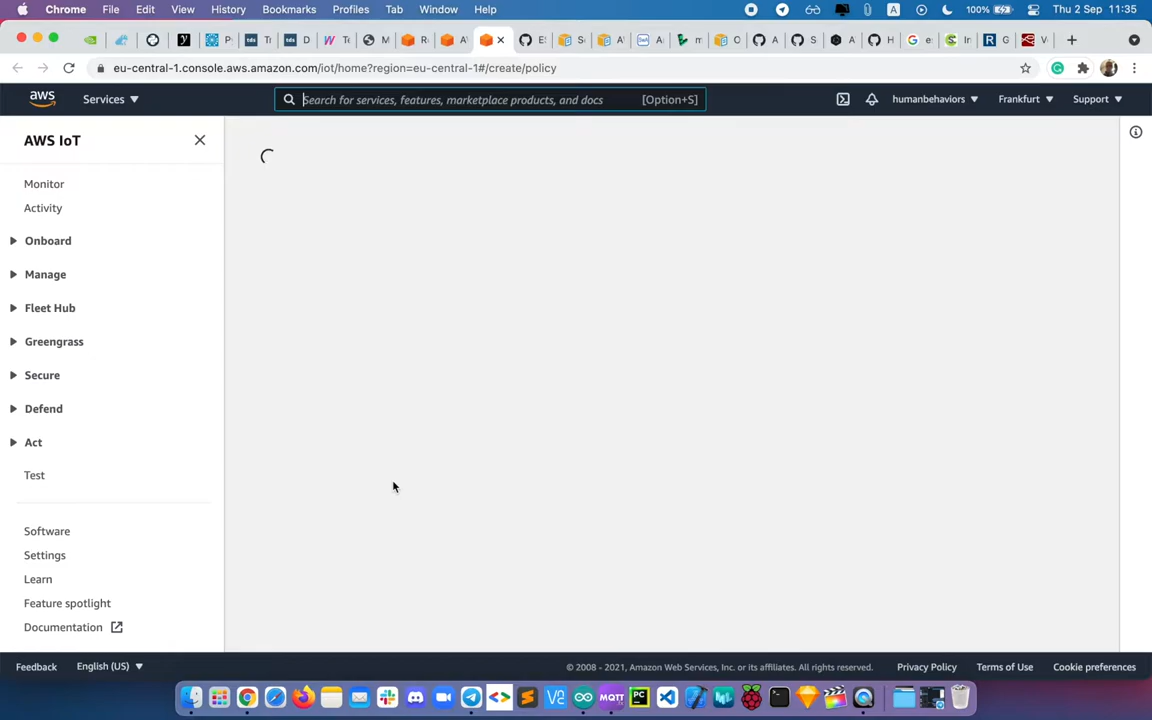 Chrome File Edit View History Bookmarks Profiles Tab Window Help A 100% Thu 2 Sep 11:35
eu-central-1.console.aws.amazon.com/iot/home?region=eu-central-1#/create/policy
aws Services Search for services, features, marketplace products, and docs [Option+S] humanbehaviors Frankfurt Support
AWS IoT
Monitor
Activity
Onboard
Manage
Fleet Hub
Greengrass
Secure
Defend
Act
Test
Software
Settings
Learn
Feature spotlight
Documentation
Feedback English (US) © 2008 - 2021, Amazon Web Services, Inc. or its affiliates. All rights reserved. Privacy Policy Terms of Use Cookie preferences